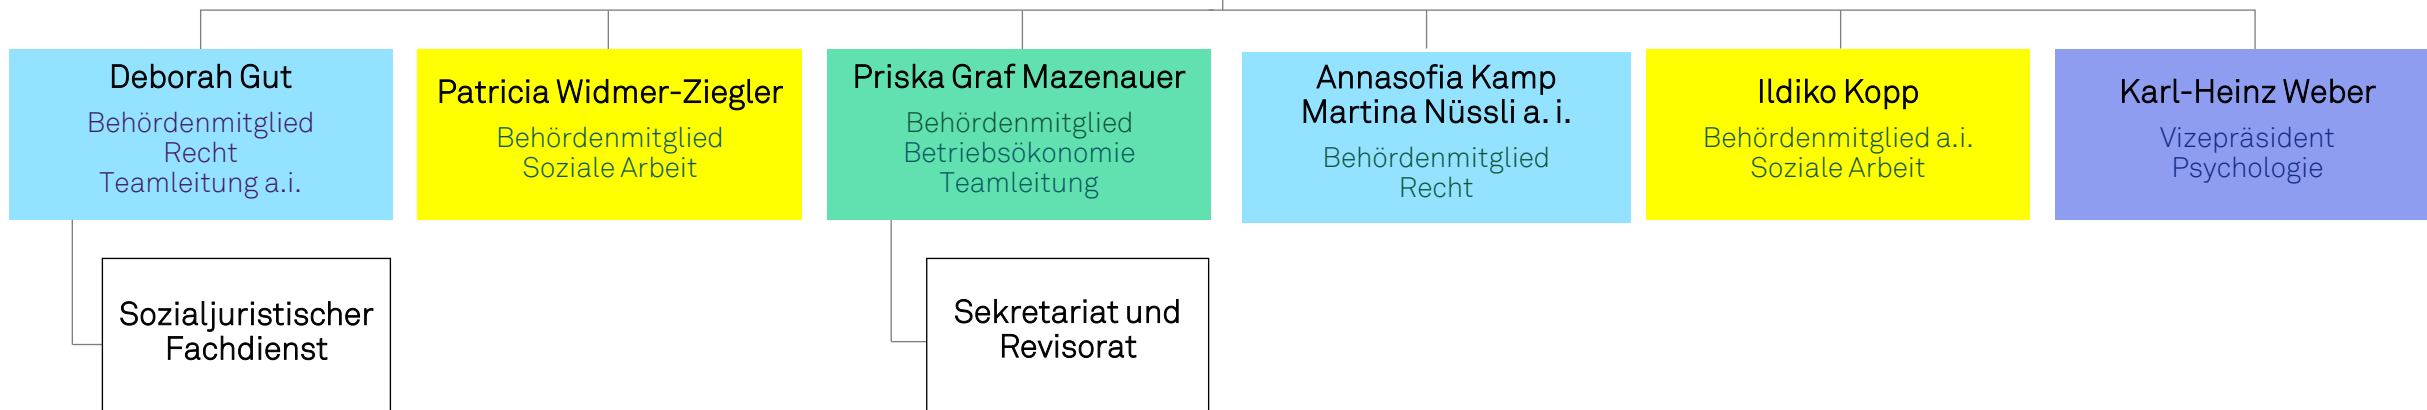 Deborah Gut
Behördenmitglied
Recht
Teamleitung a.i.
Patricia Widmer-Ziegler
Behördenmitglied
Soziale Arbeit
Priska Graf Mazenauer
Behördenmitglied
Betriebsökonomie
Teamleitung
Annasofia Kamp
Martina Nüssli a. i.
Behördenmitglied
Recht
Ildiko Kopp
Behördenmitglied a.i.
Soziale Arbeit
Karl-Heinz Weber
Vizepräsident
Psychologie
Sozialjuristischer
Fachdienst
Sekretariat und
Revisorat